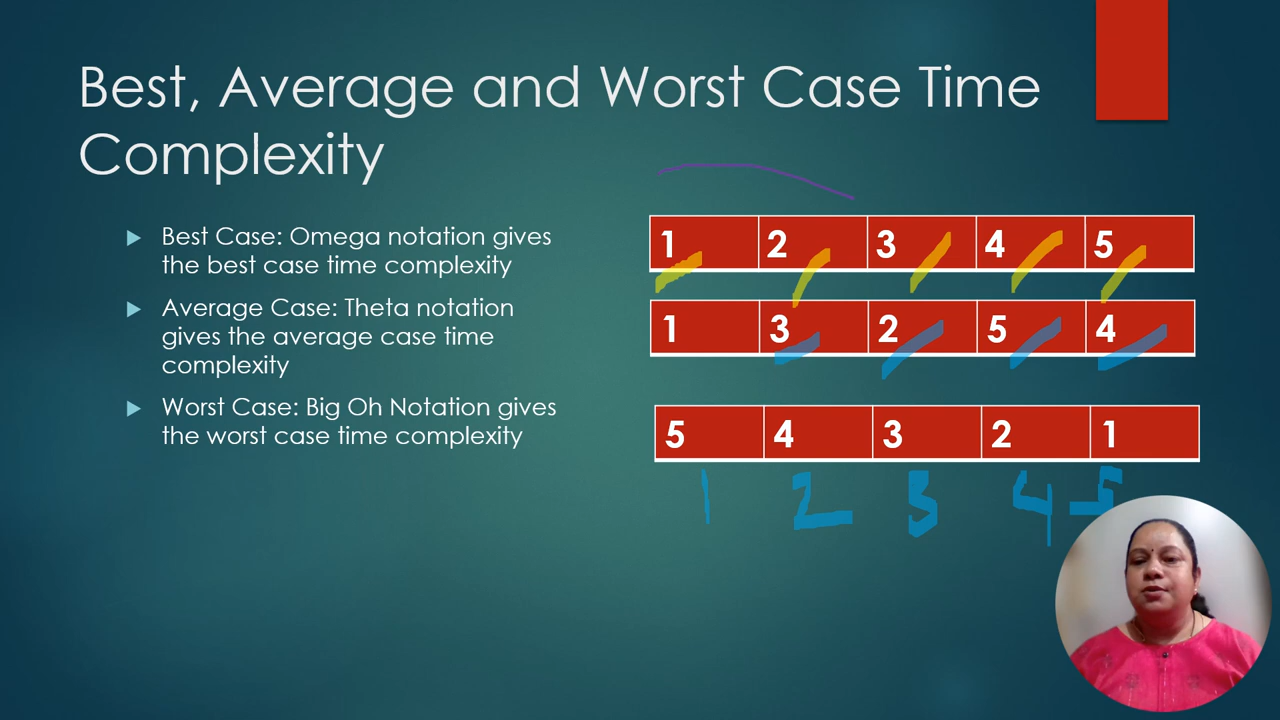 Best, Average and Worst Case Time
Complexity
Best Case: Omega notation gives
the best case time complexity
Average Case: Theta notation
gives the average case time
complexity
Worst Case: Big Oh Notation gives
the worst case time complexity
1 2 3 4 5
1 3 2 5 4
5 4 3 2 1
1 2 3 4 5